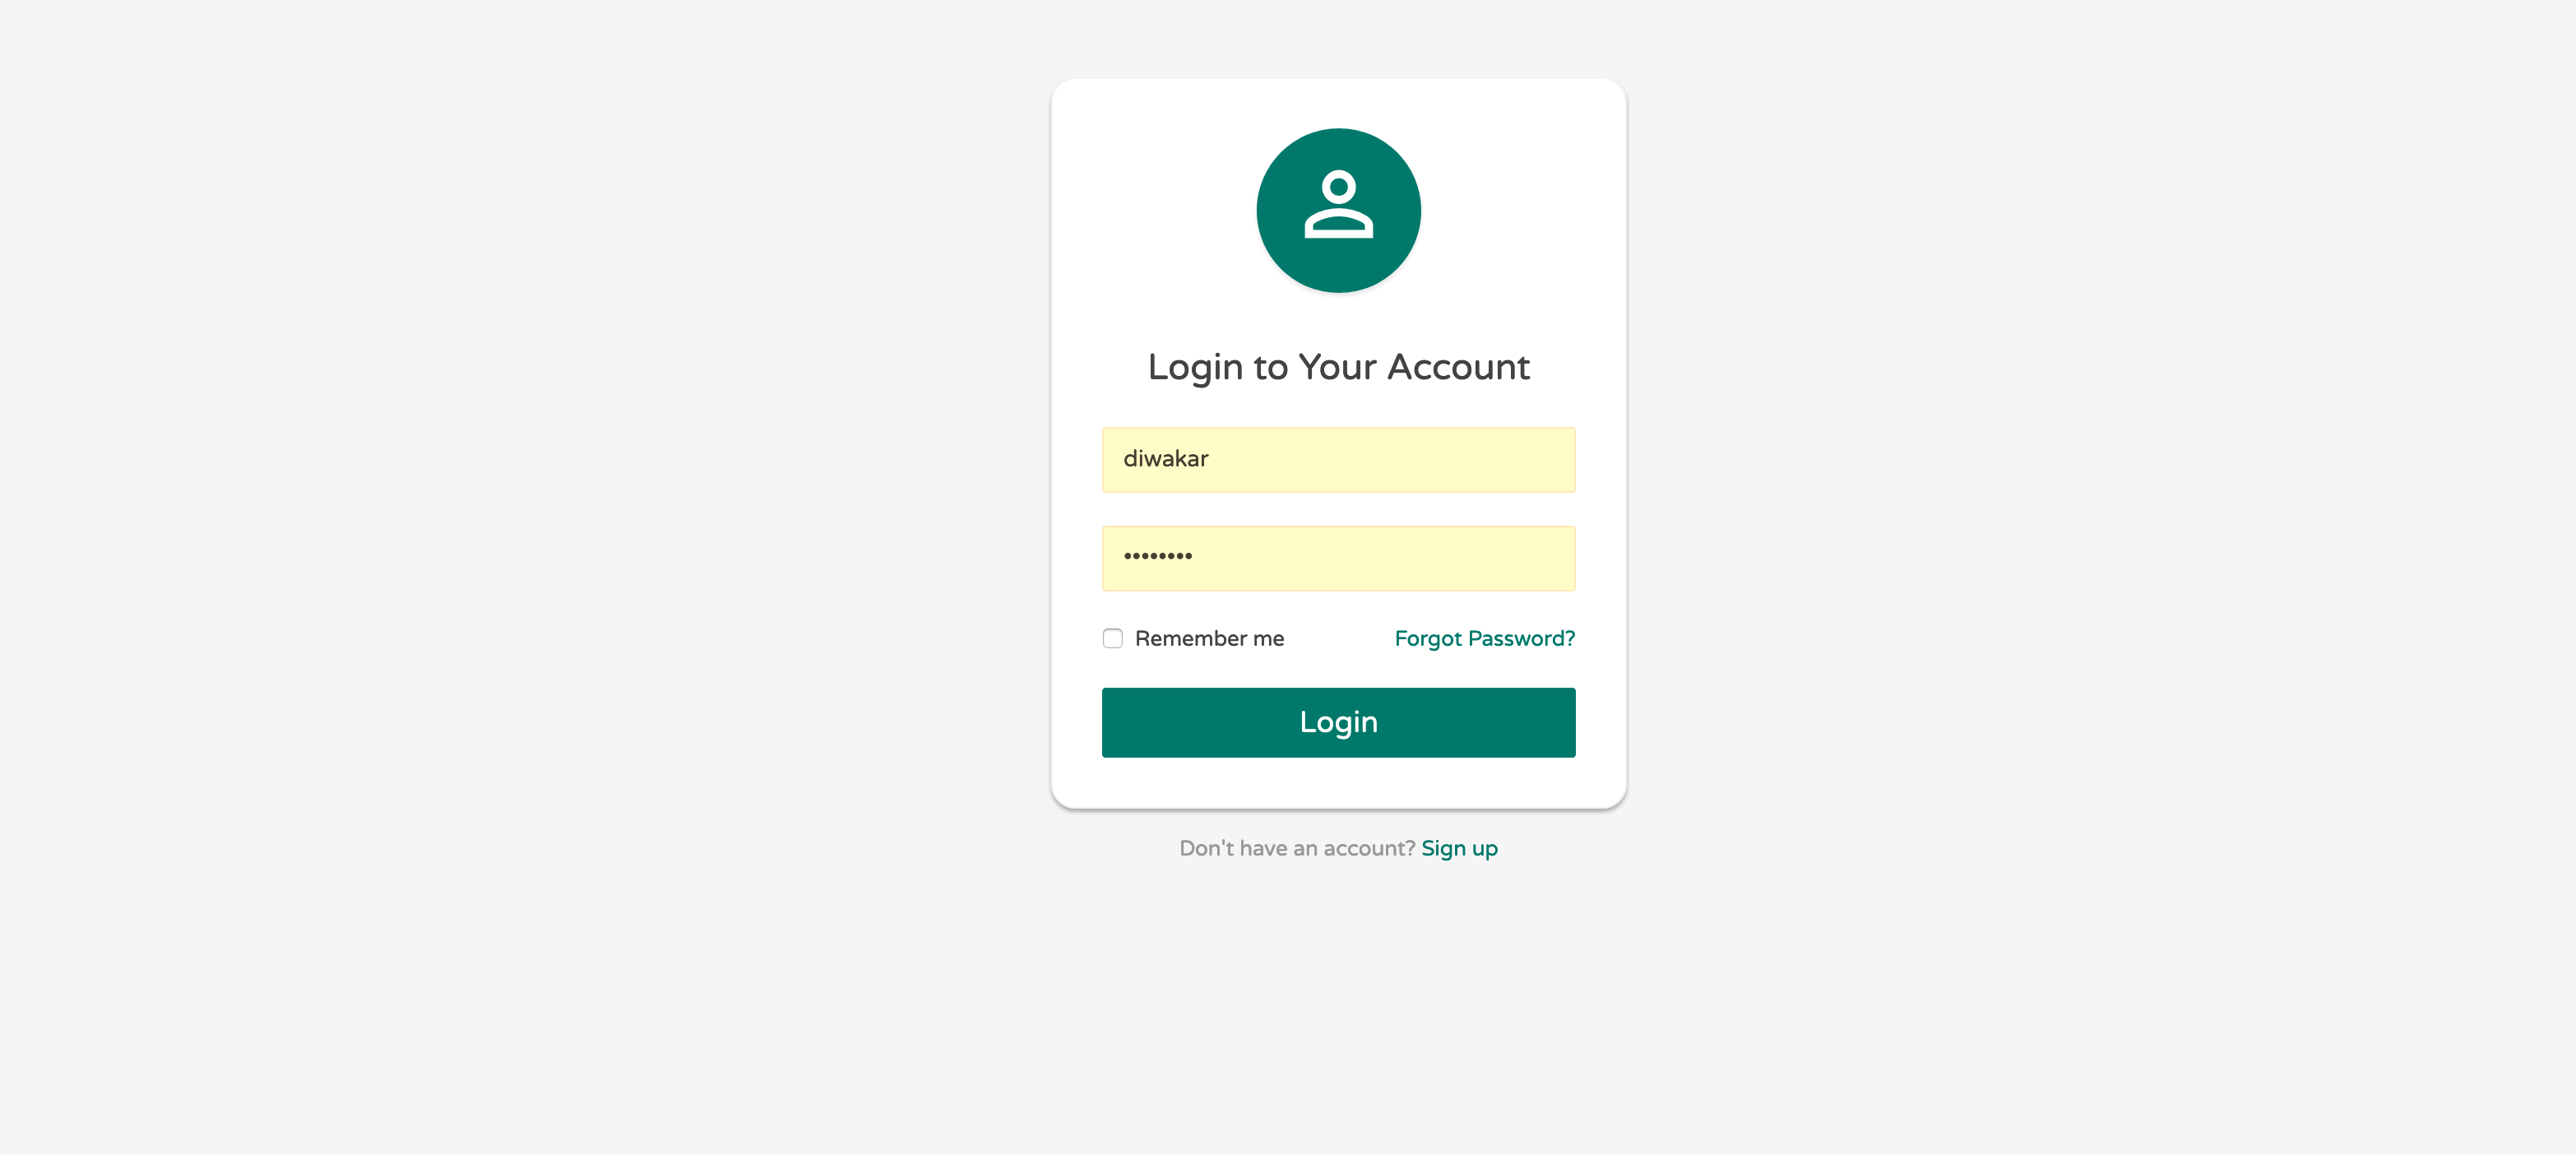 Login to Your Account
diwakar
••••••••
Remember me Forgot Password?
Login
Don't have an account? Sign up